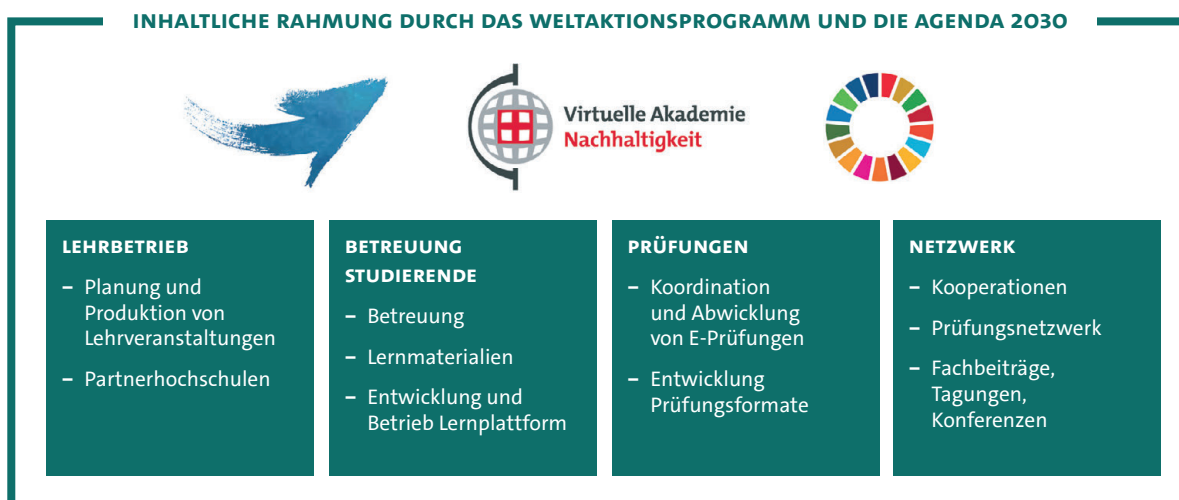 INHALTLICHE RAHMUNG DURCH DAS WELTAKTIONSPROGRAMM UND DIE AGENDA 2030
Virtuelle Akademie
Nachhaltigkeit
LEHRBETRIEB
– Planung und
Produktion von
Lehrveranstaltungen
– Partnerhochschulen
BETREUUNG
STUDIERENDE
– Betreuung
– Lernmaterialien
– Entwicklung und
Betrieb Lernplattform
PRÜFUNGEN
– Koordination
und Abwicklung
von E-Prüfungen
– Entwicklung
Prüfungsformate
NETZWERK
– Kooperationen
– Prüfungsnetzwerk
– Fachbeiträge,
Tagungen,
Konferenzen